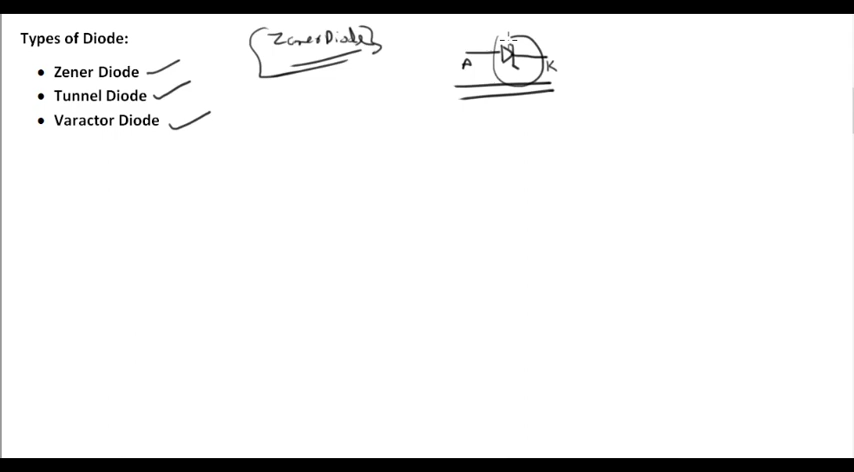 Types of Diode:
• Zener Diode
• Tunnel Diode
• Varactor Diode
Zener Diode
A K